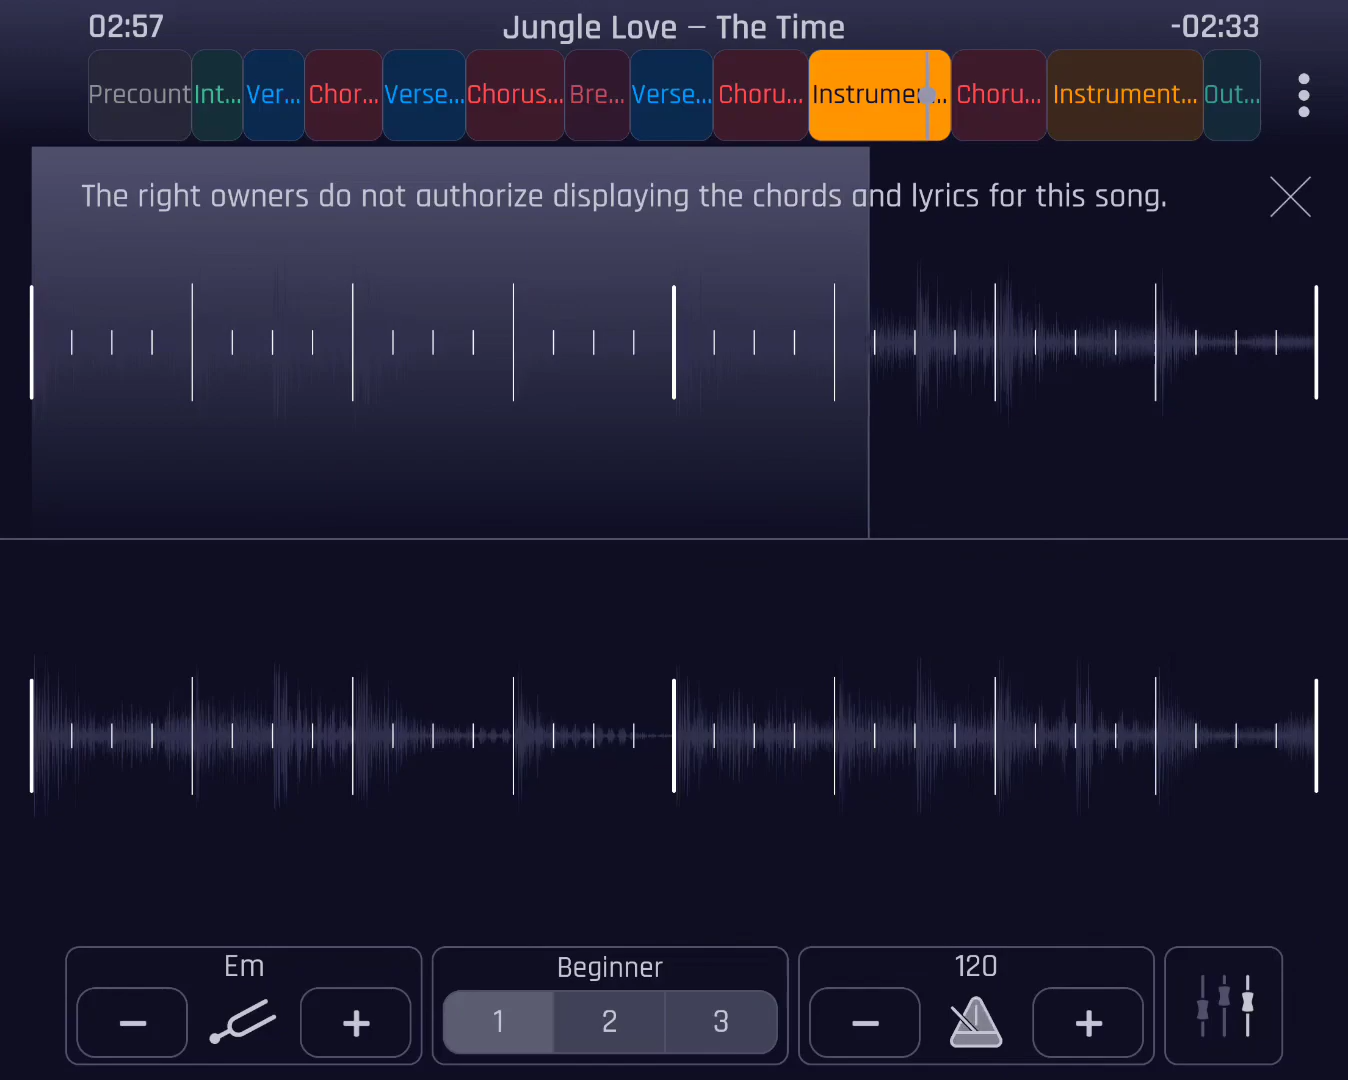 02:57
Jungle Love – The Time
-02:33
Precount
Int...
Ver...
Chor...
Verse...
Chorus...
Bre...
Verse...
Choru...
Instrume...
Choru...
Instrument...
Out...
The right owners do not authorize displaying the chords and lyrics for this song.
Em
Beginner
120
−
+
1
2
3
−
+